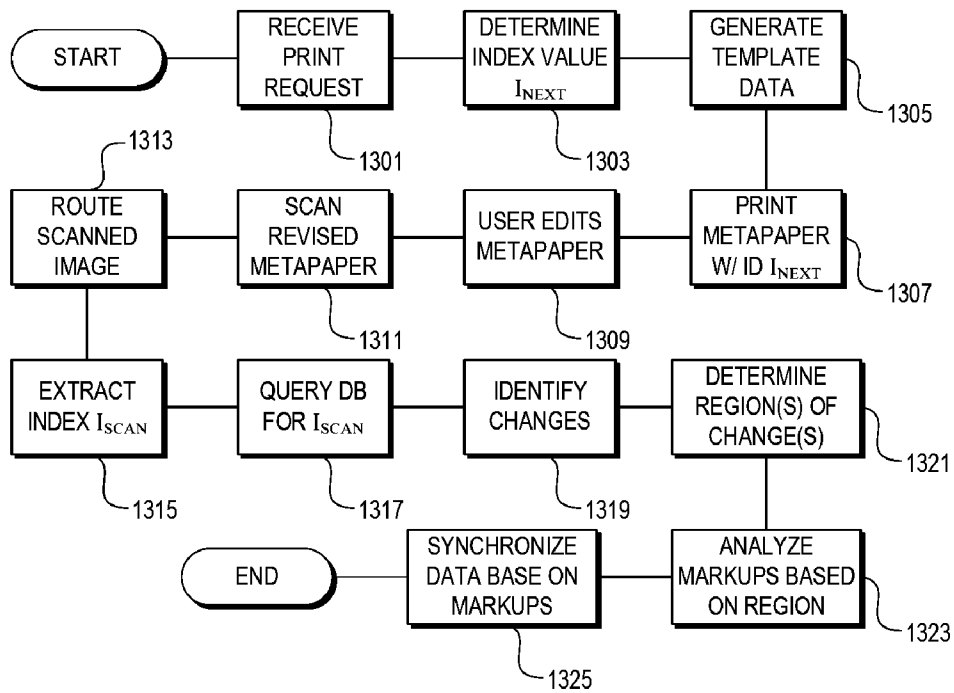 START
RECEIVE
PRINT
REQUEST
1301
DETERMINE
INDEX VALUE
I_NEXT
1303
GENERATE
TEMPLATE
DATA
1305
PRINT
METAPAPER
W/ ID I_NEXT
1307
USER EDITS
METAPAPER
1309
SCAN
REVISED
METAPAPER
1311
1313
ROUTE
SCANNED
IMAGE
EXTRACT
INDEX I_SCAN
1315
QUERY DB
FOR I_SCAN
1317
IDENTIFY
CHANGES
1319
DETERMINE
REGION(S) OF
CHANGE(S)
1321
ANALYZE
MARKUPS BASED
ON REGION
1323
SYNCHRONIZE
DATA BASE ON
MARKUPS
1325
END